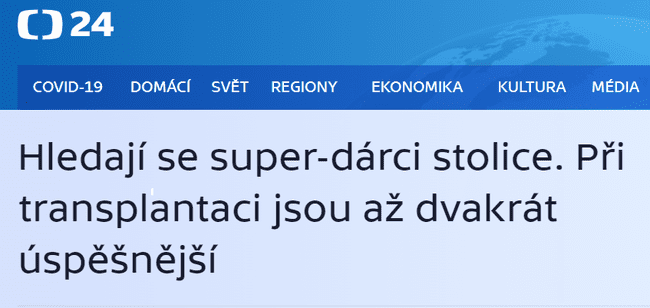 24
COVID-19 DOMÁCÍ SVĚT REGIONY EKONOMIKA KULTURA MÉDIA
Hledají se super-dárci stolice. Při
transplantaci jsou až dvakrát
úspěšnější